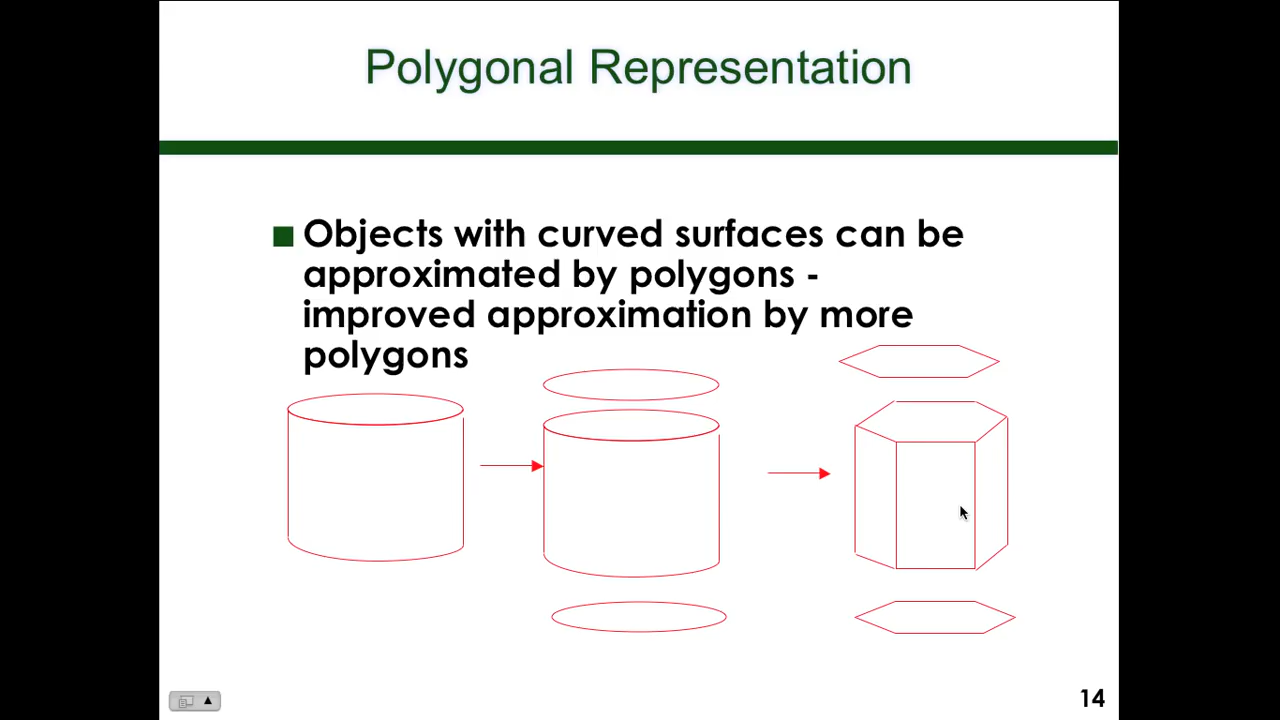 Polygonal Representation
Objects with curved surfaces can be
approximated by polygons -
improved approximation by more
polygons
14